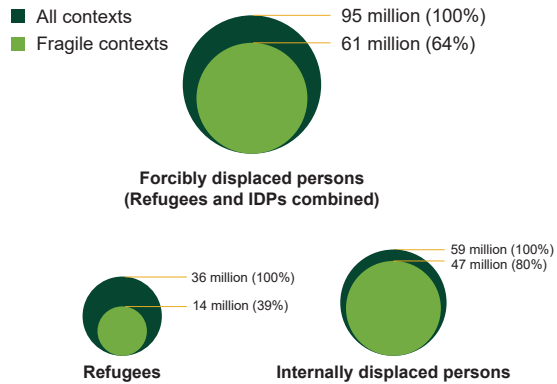 All contexts
Fragile contexts
95 million (100%)
61 million (64%)
Forcibly displaced persons
(Refugees and IDPs combined)
36 million (100%)
14 million (39%)
Refugees
59 million (100%)
47 million (80%)
Internally displaced persons